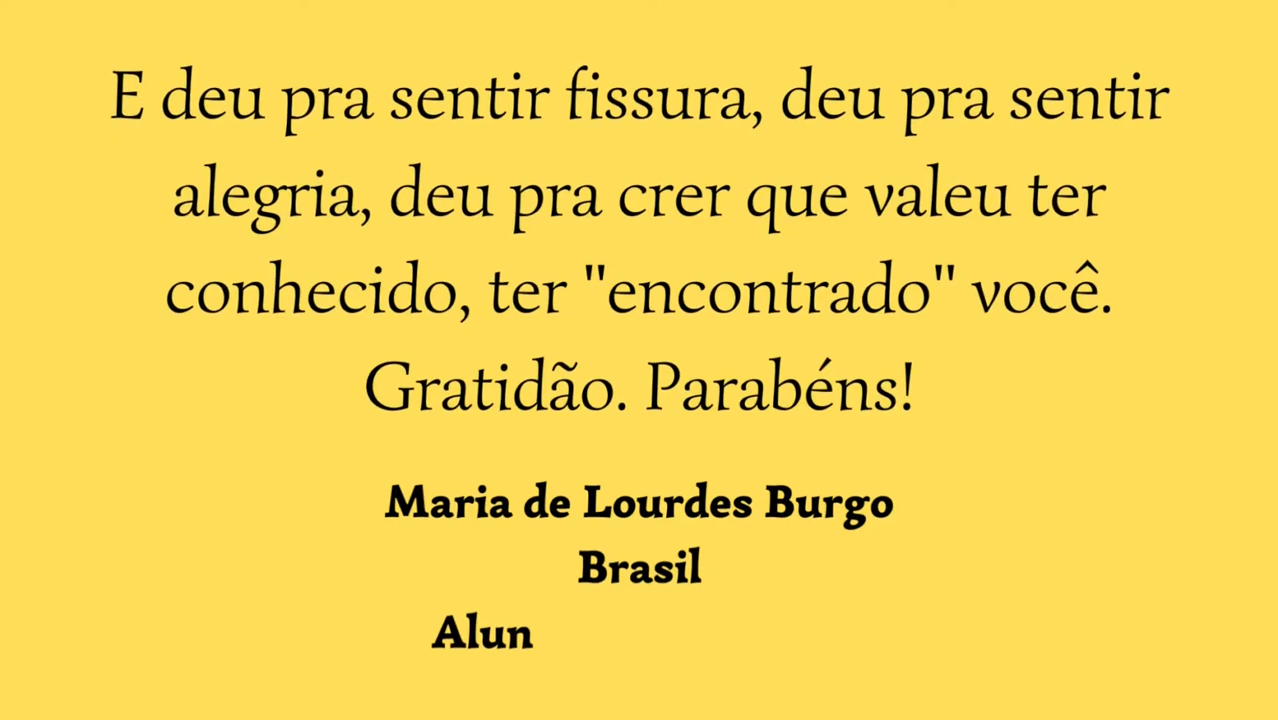 E deu pra sentir fissura, deu pra sentir
alegria, deu pra crer que valeu ter
conhecido, ter "encontrado" você.
Gratidão. Parabéns!
Maria de Lourdes Burgo
Brasil
Alun